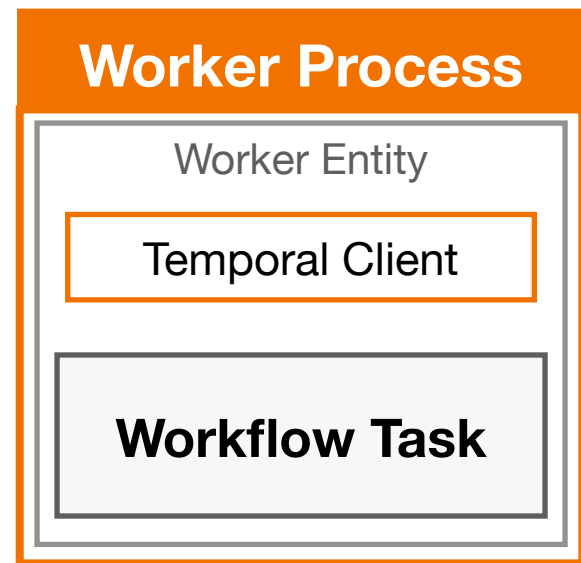 Worker Process
Worker Entity
Temporal Client
Workflow Task